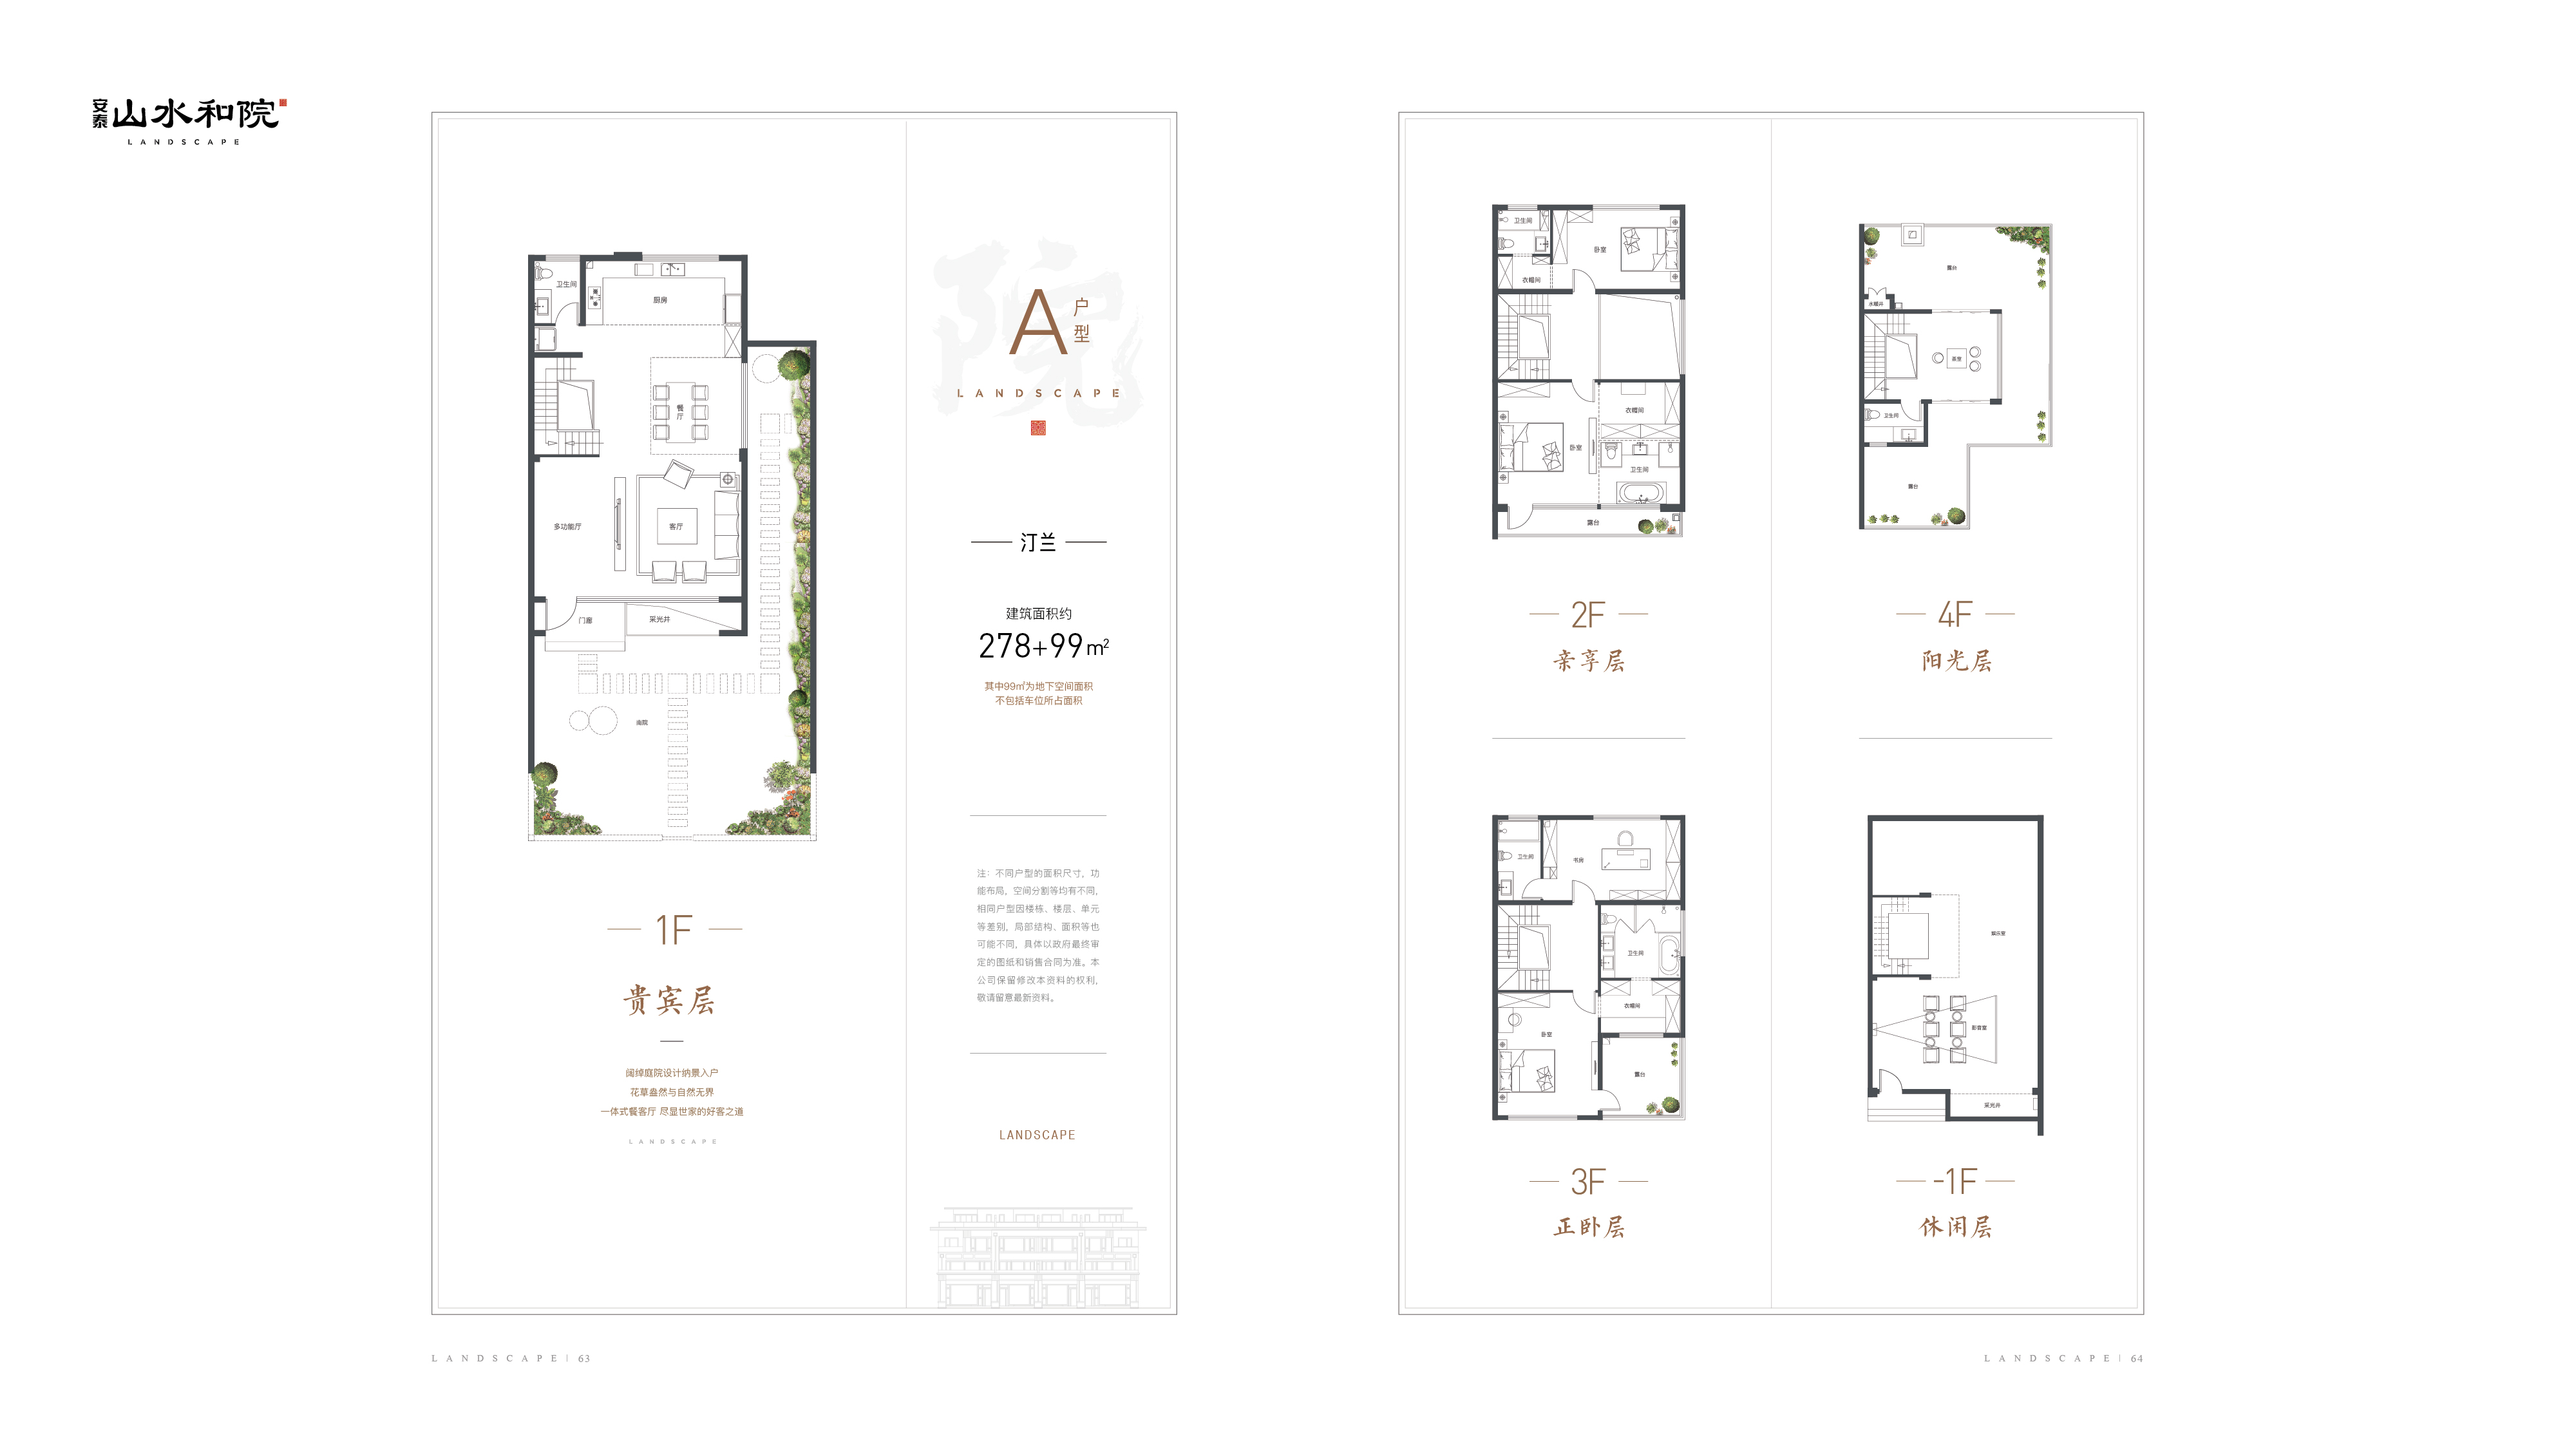 安泰
山水和院
LANDSCAPE
卫生间
厨房
餐厅
多功能厅
客厅
门廊
采光井
南院
1F
贵宾层
阔绰庭院设计纳景入户
花草盎然与自然无界
一体式餐客厅 尽显世家的好客之道
LANDSCAPE
院
A
户型
LANDSCAPE
汀兰
建筑面积约
278+99m²
其中99㎡为地下空间面积
不包括车位所占面积
注：不同户型的面积尺寸，功
能布局，空间分割等均有不同，
相同户型因楼栋、楼层、单元
等差别，局部结构、面积等也
可能不同，具体以政府最终审
定的图纸和销售合同为准。本
公司保留修改本资料的权利，
敬请留意最新资料。
LANDSCAPE
LANDSCAPE | 63
卫生间
卧室
衣帽间
衣帽间
卧室
卫生间
露台
2F
亲享层
露台
水暖井
茶室
卫生间
露台
4F
阳光层
卫生间
书房
卫生间
衣帽间
卧室
露台
3F
正卧层
娱乐室
影音室
采光井
-1F
休闲层
LANDSCAPE | 64